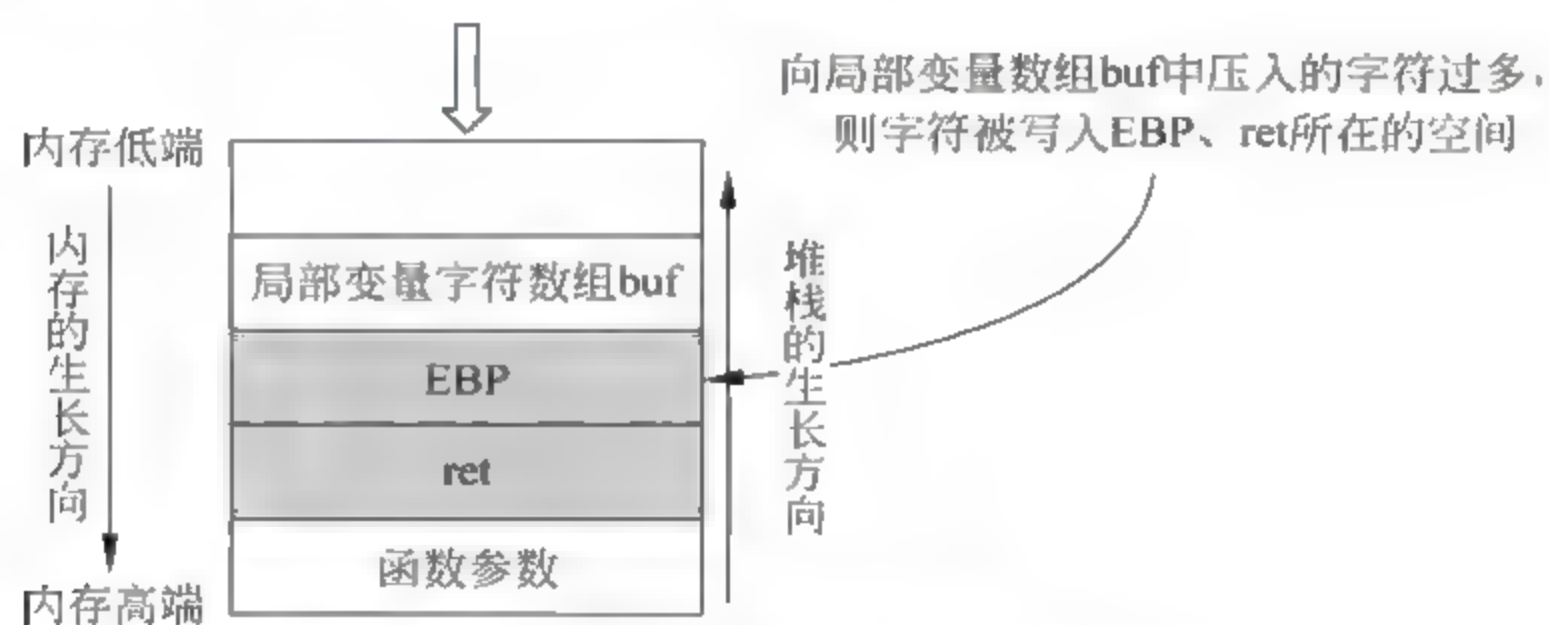 向局部变量数组buf中压入的字符过多，
则字符被写入EBP、ret所在的空间
内存低端
内存的生长方向
内存高端
局部变量字符数组buf
EBP
ret
函数参数
堆栈的生长方向